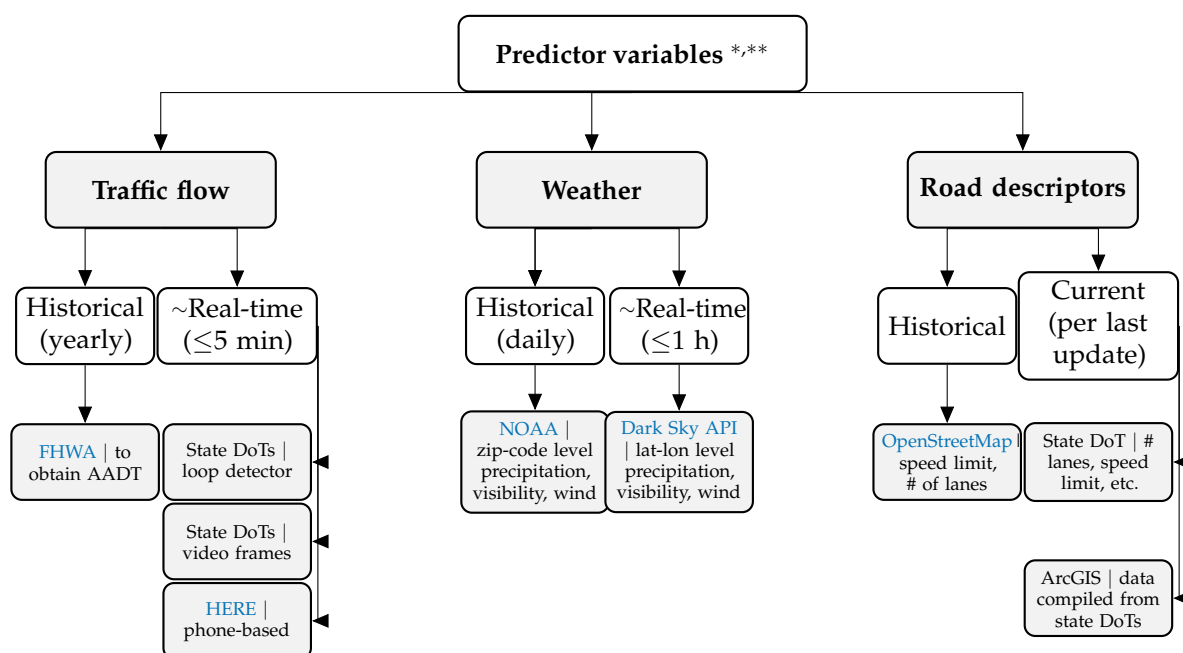 Predictor variables *,**
Traffic flow
Weather
Road descriptors
Historical
(yearly)
∼Real-time
(≤5 min)
Historical
(daily)
∼Real-time
(≤1 h)
Historical
Current
(per last
update)
FHWA | to
obtain AADT
State DoTs |
loop detector
State DoTs |
video frames
HERE |
phone-based
NOAA |
zip-code level
precipitation,
visibility, wind
Dark Sky API
| lat-lon level
precipitation,
visibility, wind
OpenStreetMap |
speed limit,
# of lanes
State DoT | #
lanes, speed
limit, etc.
ArcGIS | data
compiled from
state DoTs